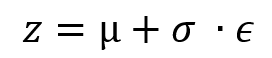 z = μ + σ · ϵ